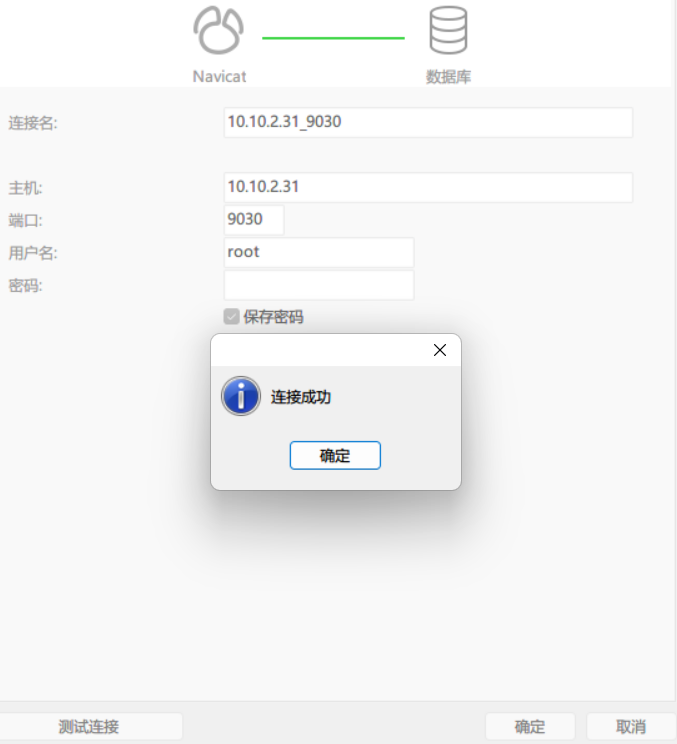 Navicat 数据库
连接名: 10.10.2.31_9030
主机: 10.10.2.31
端口: 9030
用户名: root
密码:
保存密码
连接成功
确定
测试连接 确定 取消